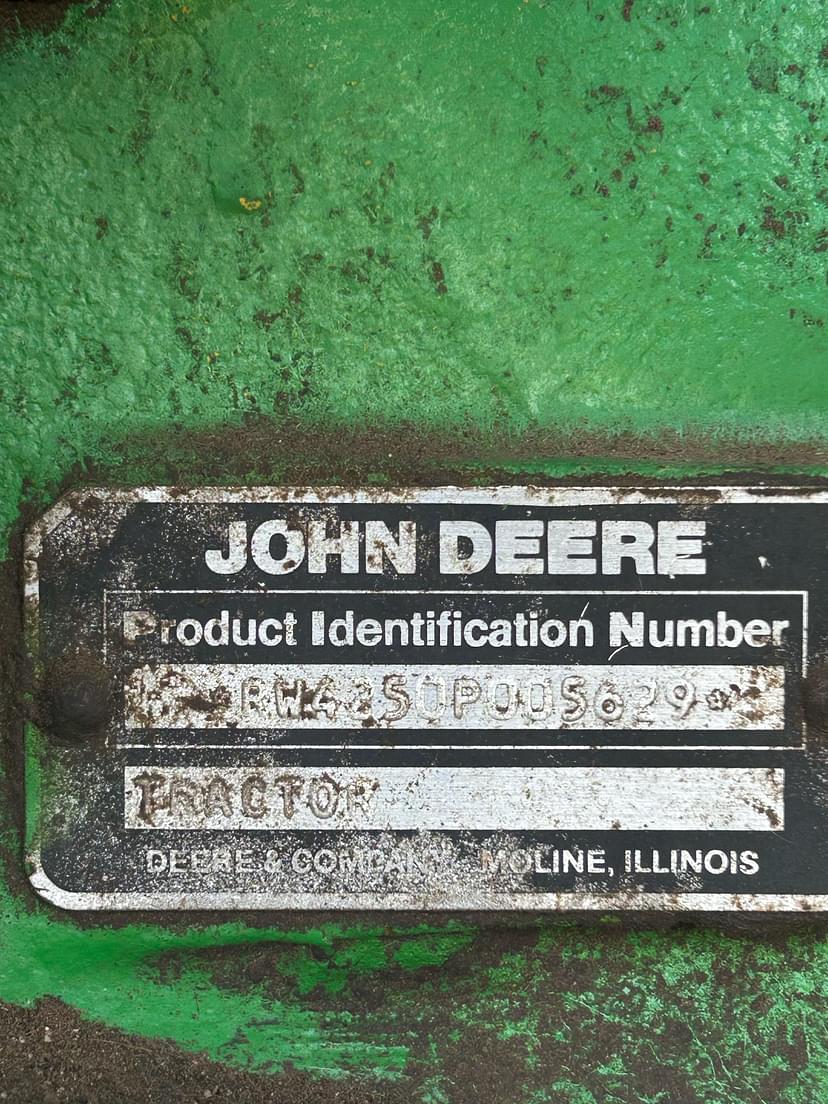 JOHN DEERE
Product Identification Number
*RW4250P005629*
TRACTOR
DEERE & COMPANY MOLINE, ILLINOIS